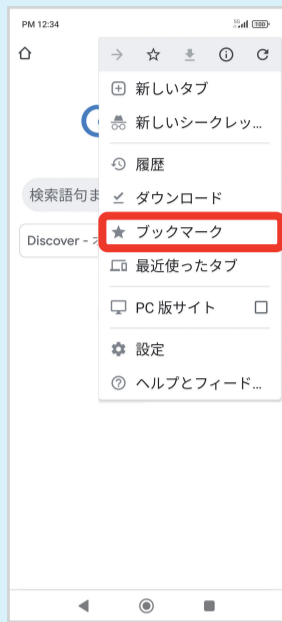 PM 12:34
5G 100
新しいタブ
新しいシークレッ...
履歴
検索語句ま
ダウンロード
ブックマーク
Discover -
最近使ったタブ
PC 版サイト
設定
ヘルプとフィード...